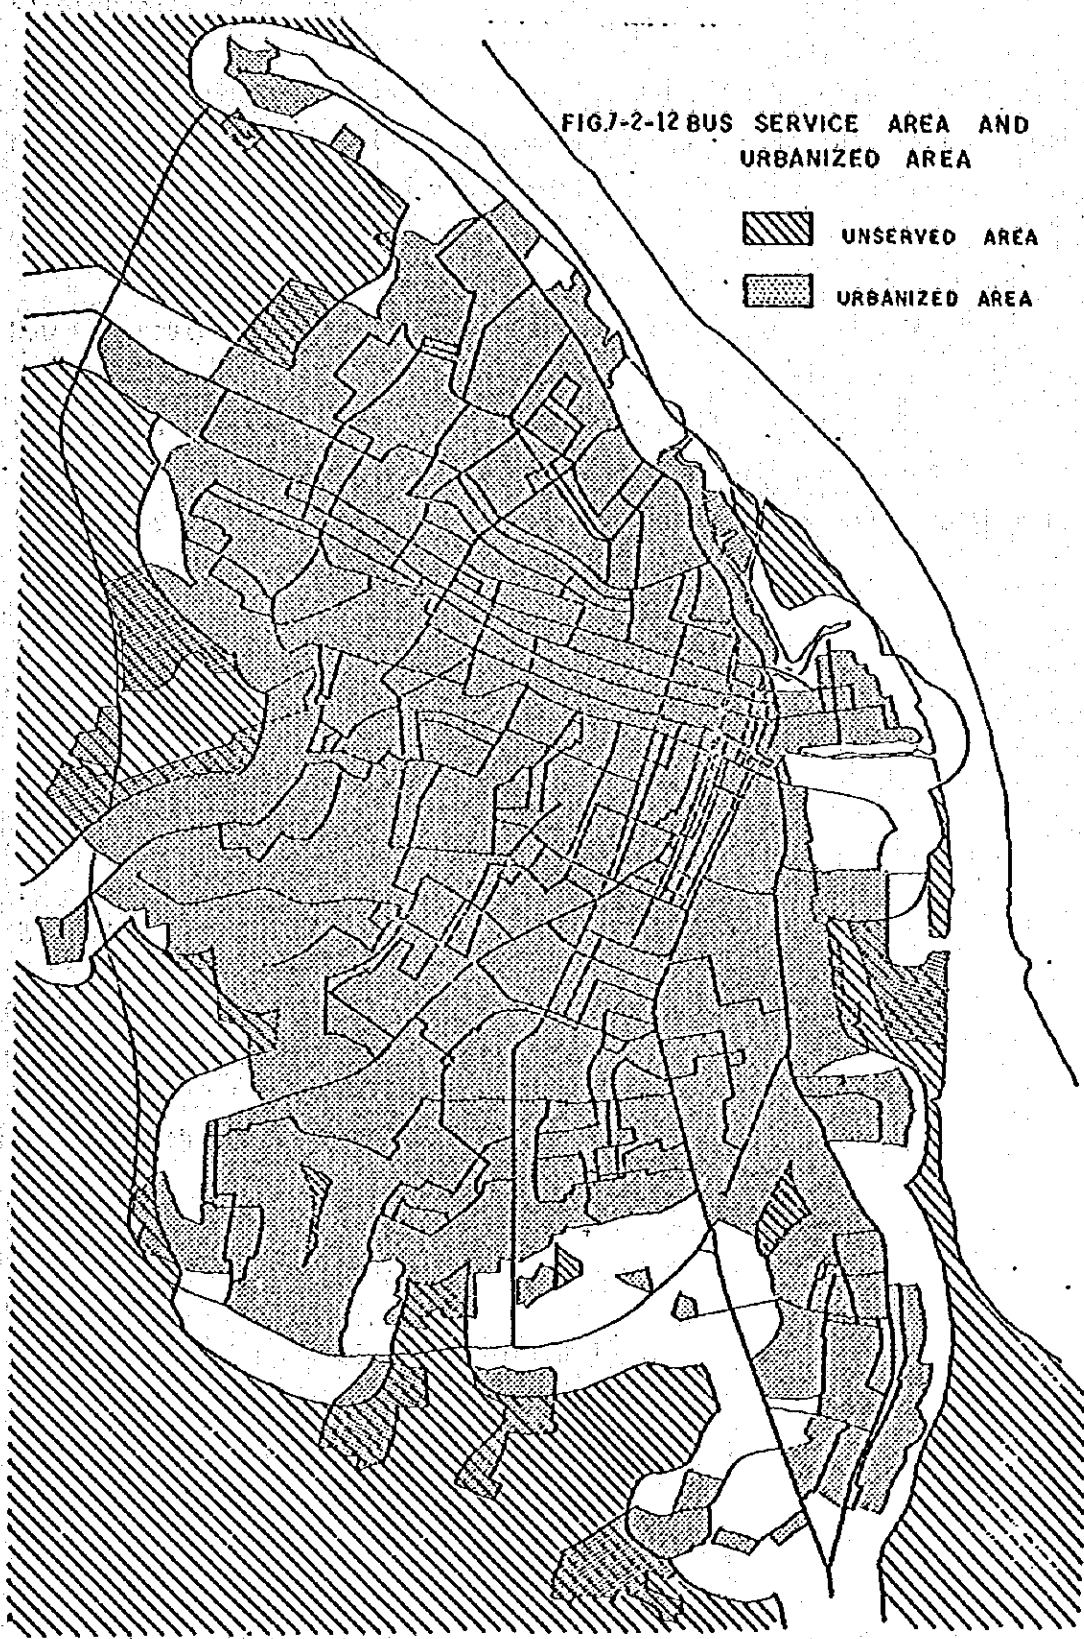 FIG.7-2-12 BUS SERVICE AREA AND
URBANIZED AREA
UNSERVED AREA
URBANIZED AREA